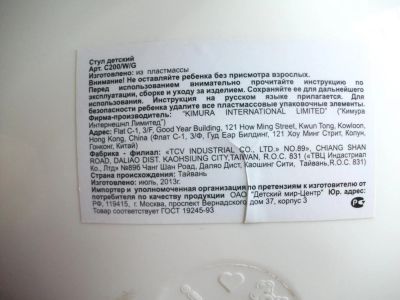 Стул детский
Арт. C200/W/G
Изготовлено: из пластмассы
Внимание! Не оставляйте ребенка без присмотра взрослых.
Перед использованием внимательно прочитайте инструкцию по
эксплуатации, сборке и уходу за изделием. Сохраните ее для дальнейшего
использования. Инструкция на русском языке прилагается. Для
безопасности ребенка удалите все пластмассовые упаковочные элементы.
Фирма-производитель: "KIMURA INTERNATIONAL LIMITED" ("Кимура
Интернешнл Лимитед")
Адрес: Flat C-1, 3/F, Good Year Building, 121 How Ming Street, Kwun Tong, Kowloon,
Hong Kong, China (Флат С-1, 3/Ф, Гуд Еар Билдинг, 121 Хоу Минг Стрит, Колун,
Гонконг, Китай)
Фабрика - филиал: «TCV INDUSTRIAL CO., LTD.» NO.89», CHIANG SHAN
ROAD, DALIAO DIST. KAOHSIUNG CITY,TAIWAN, R.O.C. 831 («ТВЦ Индастриал
Ко., Лтд» №896 Чанг Шан Роад, Даляо Дист, Каошинг Сити, Тайвань,R.O.C. 831)
Страна происхождения: Тайвань
Изготовлено: июль, 2013г.
Импортер и уполномоченная организация по претензиям к изготовителю от
потребителя по качеству продукции ОАО "Детский мир-Центр" Юр. адрес:
РФ, 119415, г. Москва, проспект Вернадского дом 37, корпус 3
Товар соответствует ГОСТ 19245-93